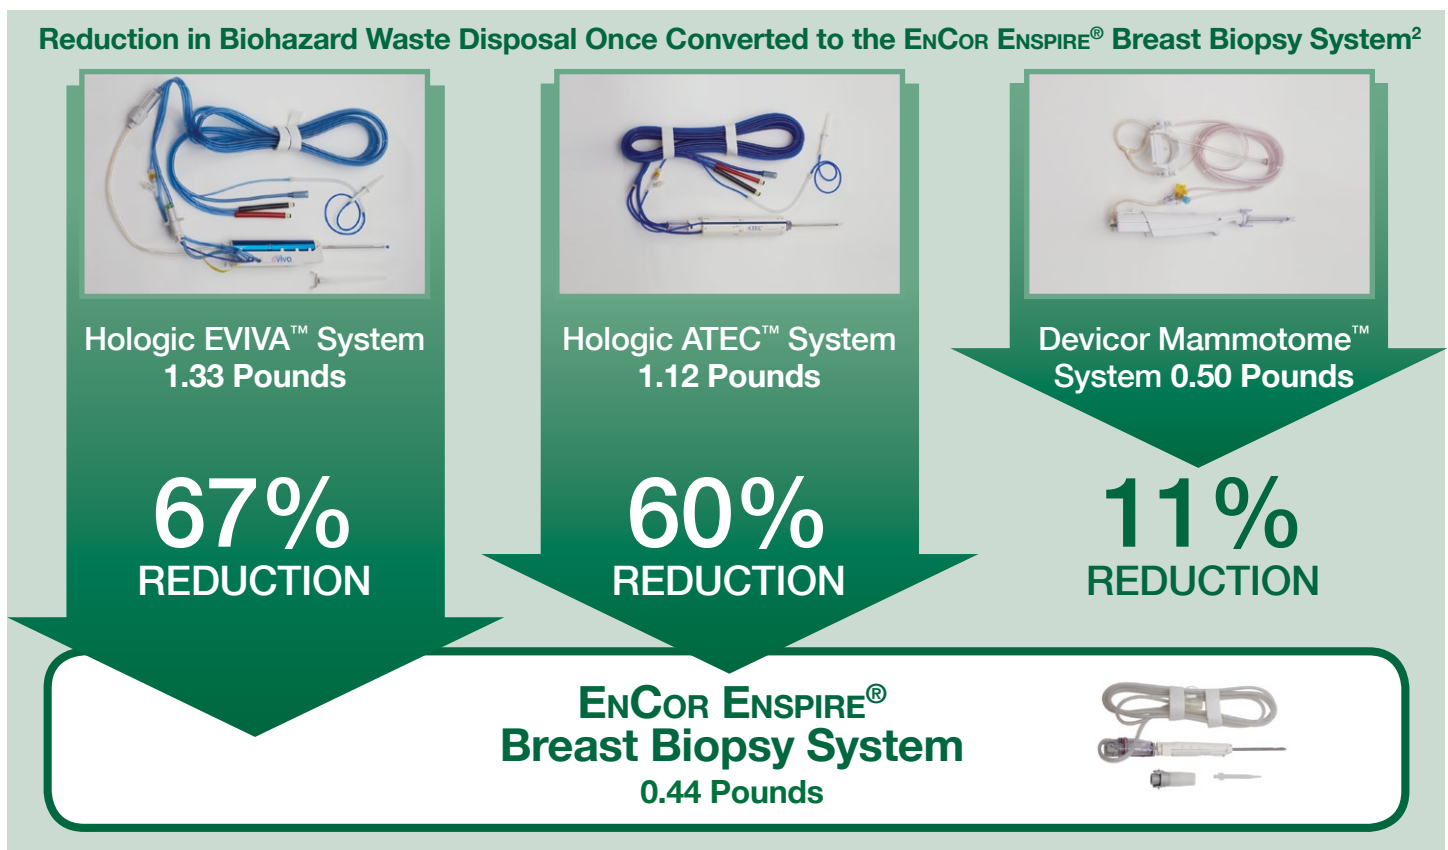 Reduction in Biohazard Waste Disposal Once Converted to the ENCOR ENSPIRE® Breast Biopsy System²
eviva
ATEC
Hologic EVIVA™ System
1.33 Pounds
Hologic ATEC™ System
1.12 Pounds
Devicor Mammotome™
System 0.50 Pounds
67%
REDUCTION
60%
REDUCTION
11%
REDUCTION
ENCOR ENSPIRE®
Breast Biopsy System
0.44 Pounds